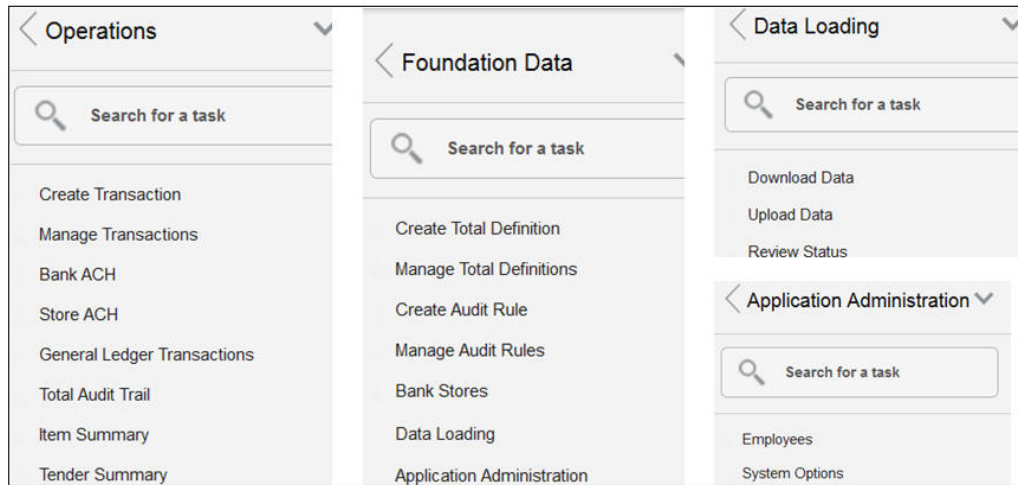 Operations
Search for a task
Create Transaction
Manage Transactions
Bank ACH
Store ACH
General Ledger Transactions
Total Audit Trail
Item Summary
Tender Summary
Foundation Data
Search for a task
Create Total Definition
Manage Total Definitions
Create Audit Rule
Manage Audit Rules
Bank Stores
Data Loading
Application Administration
Data Loading
Search for a task
Download Data
Upload Data
Review Status
Application Administration
Search for a task
Employees
System Options